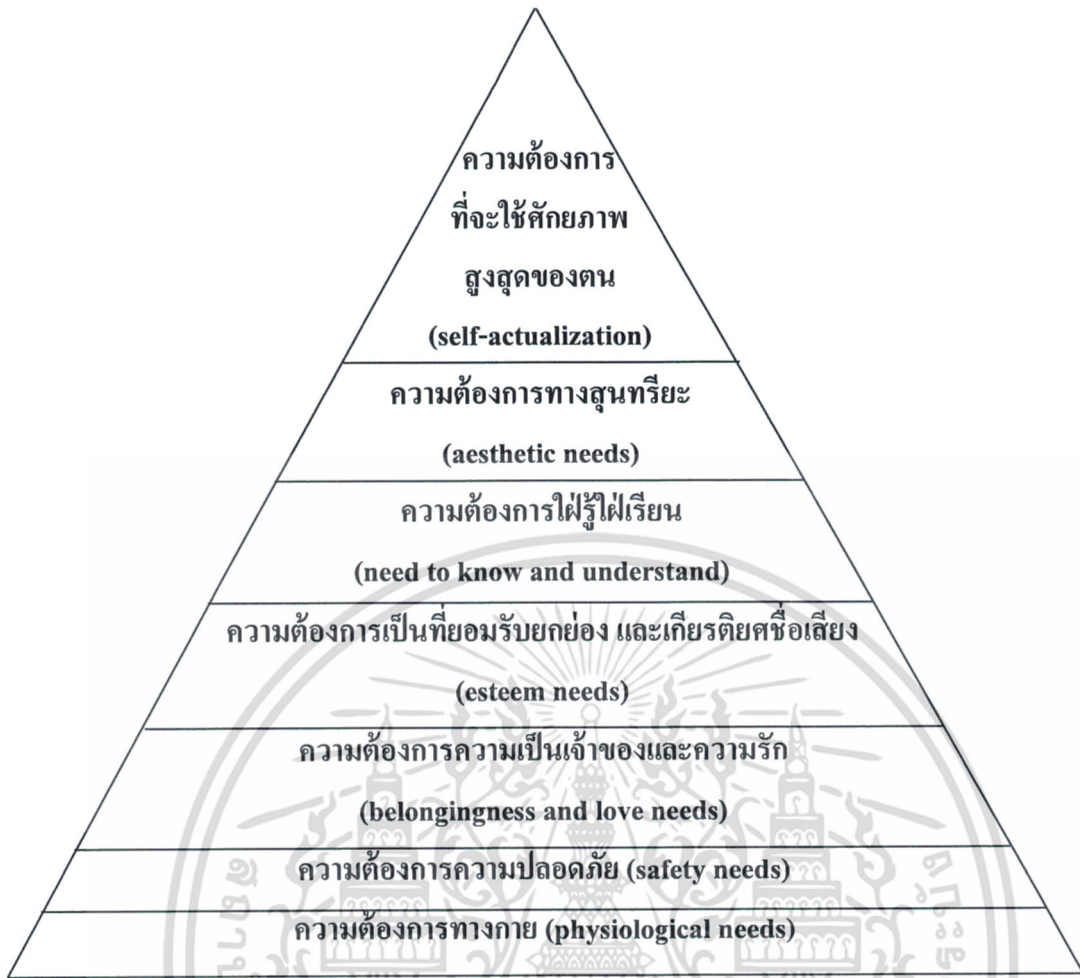 ความต้องการ
ที่จะใช้ศักยภาพ
สูงสุดของตน
(self-actualization)
ความต้องการทางสุนทรียะ
(aesthetic needs)
ความต้องการใฝ่รู้ใฝ่เรียน
(need to know and understand)
ความต้องการเป็นที่ยอมรับยกย่อง และเกียรติยศชื่อเสียง
(esteem needs)
ความต้องการความเป็นเจ้าของและความรัก
(belongingness and love needs)
ความต้องการความปลอดภัย (safety needs)
ความต้องการทางกาย (physiological needs)